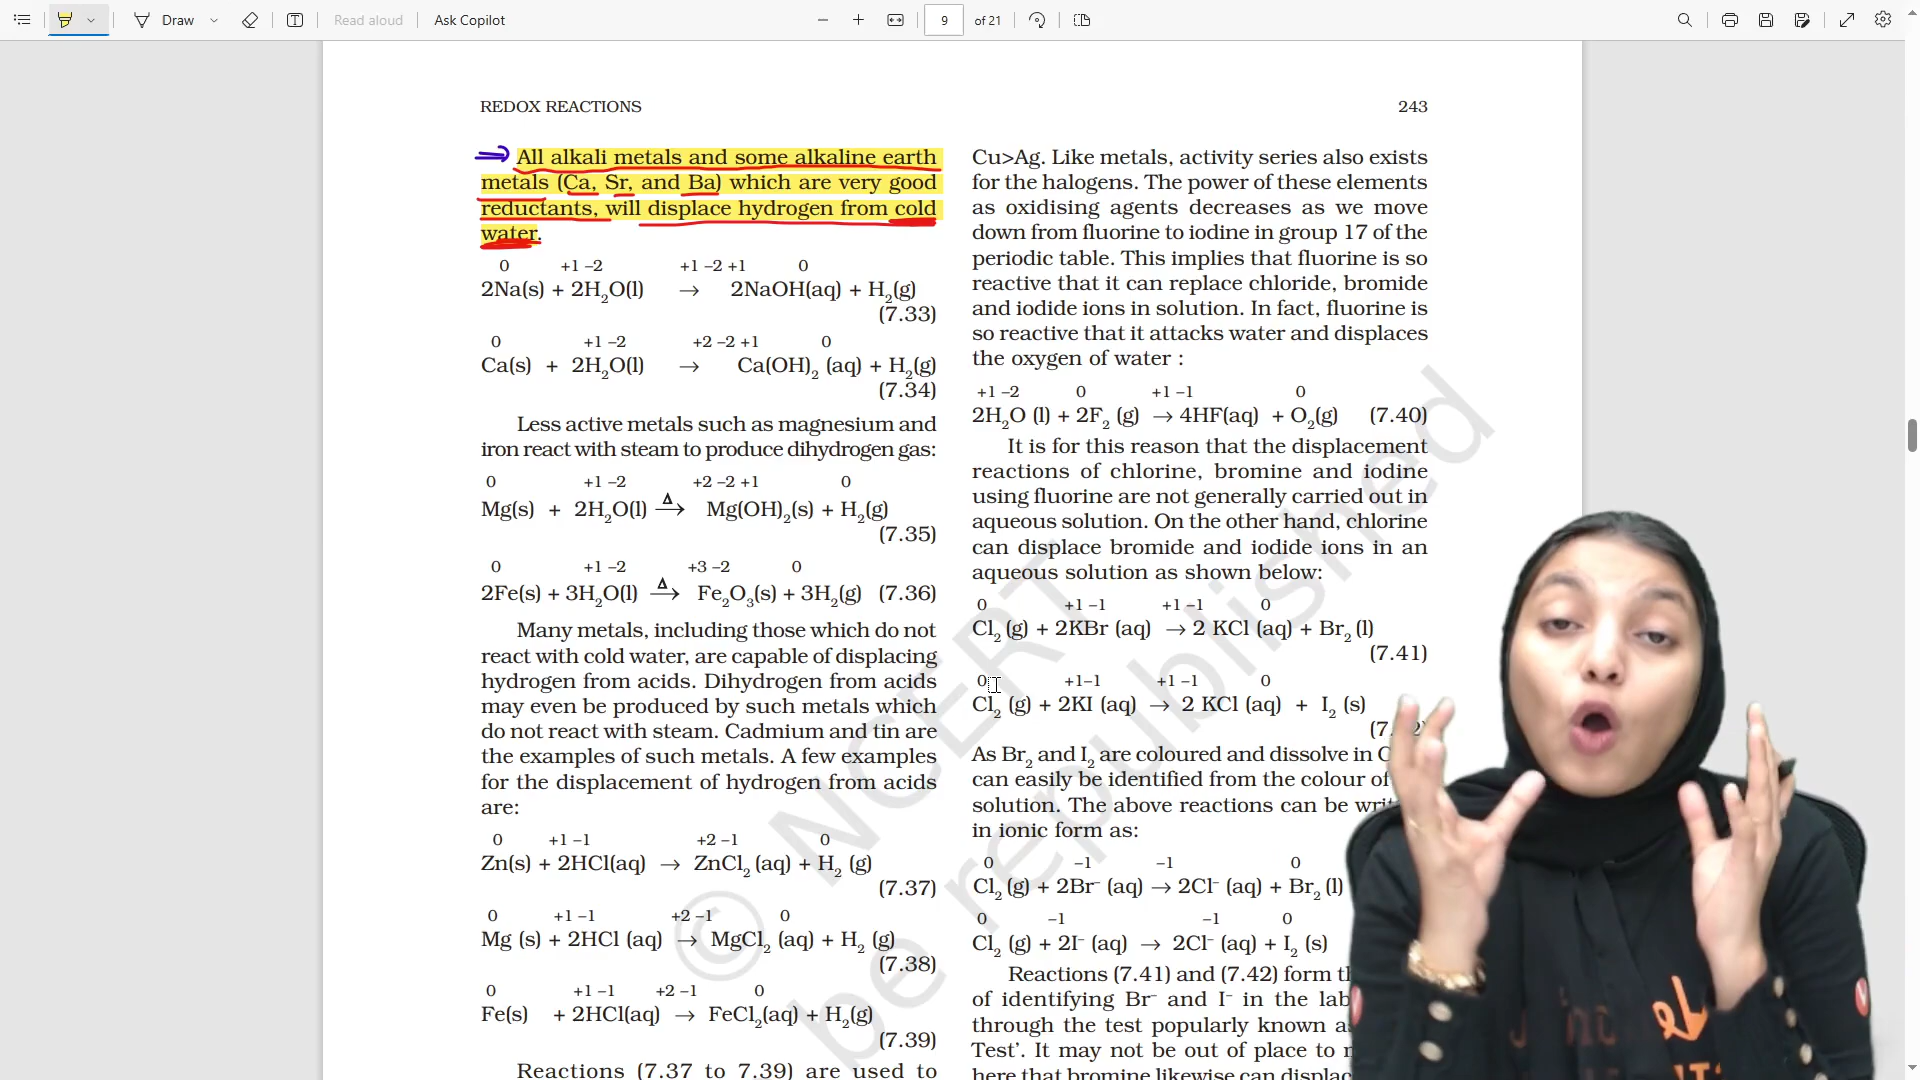 Draw
Read aloud
Ask Copilot
9
of 21
REDOX REACTIONS
243
All alkali metals and some alkaline earth
metals (Ca, Sr, and Ba) which are very good
reductants, will displace hydrogen from cold
water.
0 +1 –2 +1 –2 +1 0
2Na(s) + 2H₂O(l) → 2NaOH(aq) + H₂(g)
(7.33)
0 +1 –2 +2 –2 +1 0
Ca(s) + 2H₂O(l) → Ca(OH)₂ (aq) + H₂(g)
(7.34)
Less active metals such as magnesium and
iron react with steam to produce dihydrogen gas:
0 +1 –2 +2 –2 +1 0
Mg(s) + 2H₂O(l) Δ→ Mg(OH)₂(s) + H₂(g)
(7.35)
0 +1 –2 +3 –2 0
2Fe(s) + 3H₂O(l) Δ→ Fe₂O₃(s) + 3H₂(g) (7.36)
Many metals, including those which do not
react with cold water, are capable of displacing
hydrogen from acids. Dihydrogen from acids
may even be produced by such metals which
do not react with steam. Cadmium and tin are
the examples of such metals. A few examples
for the displacement of hydrogen from acids
are:
0 +1 –1 +2 –1 0
Zn(s) + 2HCl(aq) → ZnCl₂ (aq) + H₂ (g)
(7.37)
0 +1 –1 +2 –1 0
Mg (s) + 2HCl (aq) → MgCl₂ (aq) + H₂ (g)
(7.38)
0 +1 –1 +2 –1 0
Fe(s) + 2HCl(aq) → FeCl₂(aq) + H₂(g)
(7.39)
Reactions (7.37 to 7.39) are used to
Cu>Ag. Like metals, activity series also exists
for the halogens. The power of these elements
as oxidising agents decreases as we move
down from fluorine to iodine in group 17 of the
periodic table. This implies that fluorine is so
reactive that it can replace chloride, bromide
and iodide ions in solution. In fact, fluorine is
so reactive that it attacks water and displaces
the oxygen of water :
+1 –2 0 +1 –1 0
2H₂O (l) + 2F₂ (g) → 4HF(aq) + O₂(g) (7.40)
It is for this reason that the displacement
reactions of chlorine, bromine and iodine
using fluorine are not generally carried out in
aqueous solution. On the other hand, chlorine
can displace bromide and iodide ions in an
aqueous solution as shown below:
0 +1 –1 +1 –1 0
Cl₂ (g) + 2KBr (aq) → 2 KCl (aq) + Br₂ (l)
(7.41)
0 +1–1 +1 –1 0
Cl₂ (g) + 2KI (aq) → 2 KCl (aq) + I₂ (s)
As Br₂ and I₂ are coloured and dissolve in
can easily be identified from the colour of
solution. The above reactions can be
in ionic form as:
0 –1 –1 0
Cl₂ (g) + 2Br⁻ (aq) → 2Cl⁻ (aq) + Br₂ (l)
0 –1 –1 0
Cl₂ (g) + 2I⁻ (aq) → 2Cl⁻ (aq) + I₂ (s)
Reactions (7.41) and (7.42) form
of identifying Br⁻ and I⁻ in the
through the test popularly known
Test’. It may not be out of place to
here that bromine likewise can
© NCERT
be republished